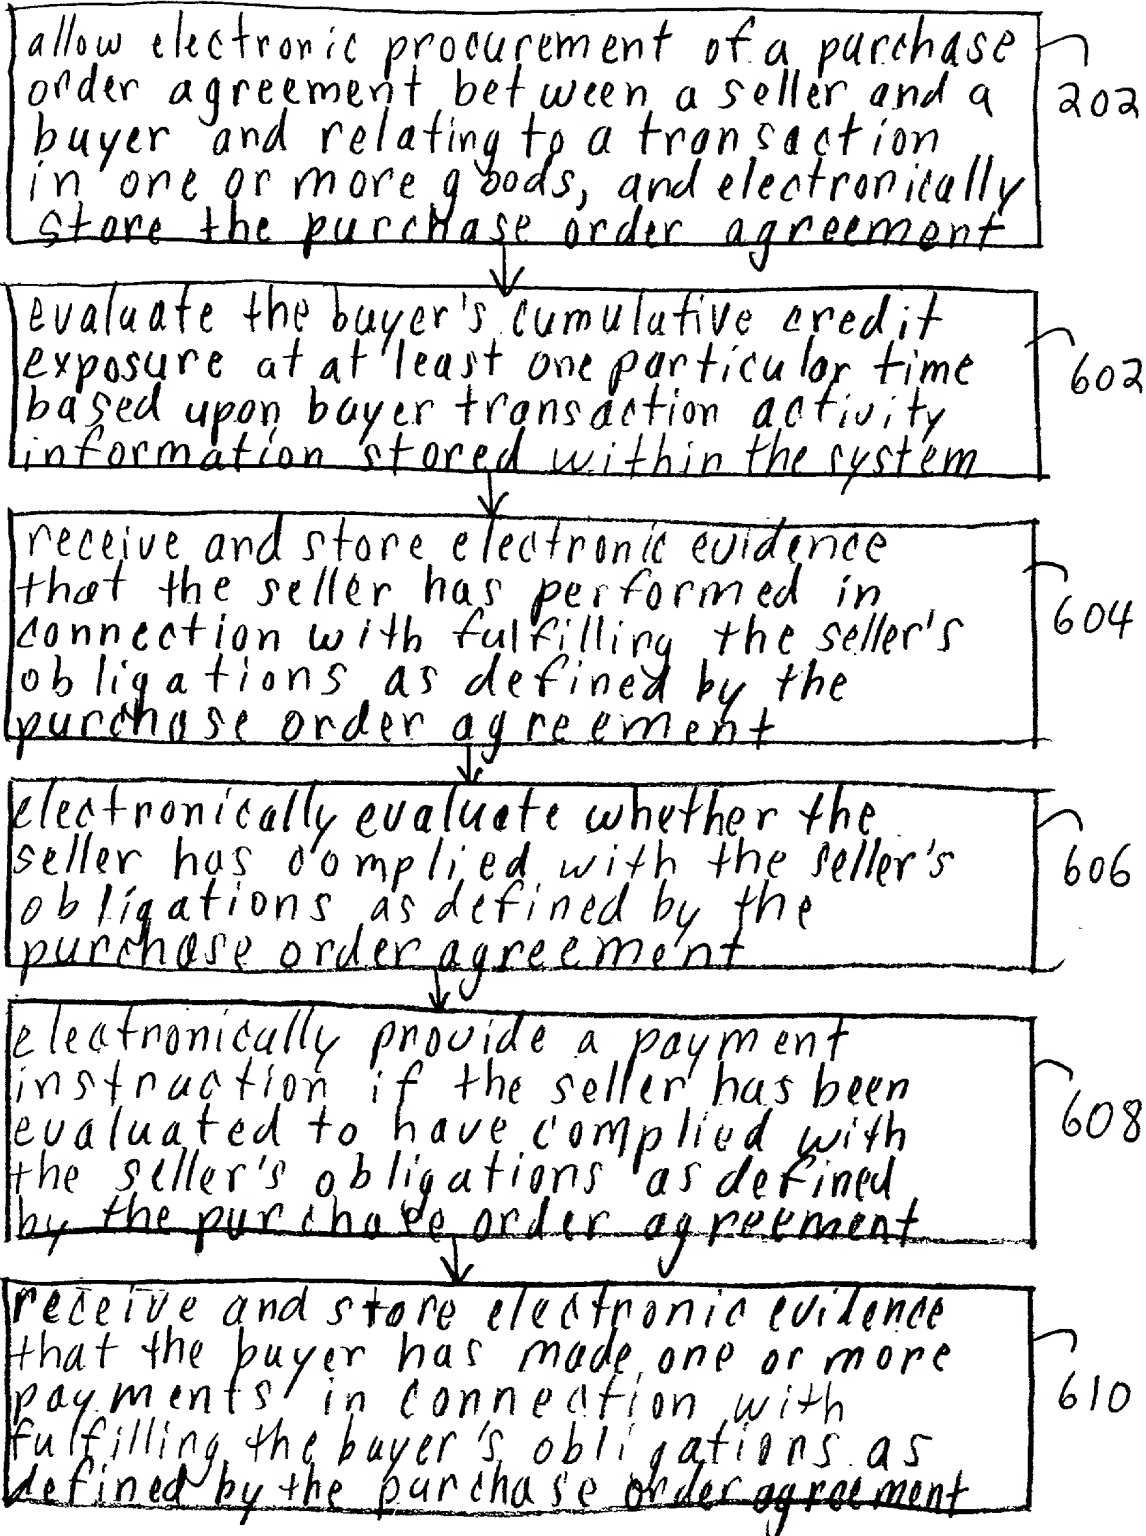 allow electronic procurement of a purchase
order agreement between a seller and a
buyer and relating to a transaction
in one or more goods, and electronically
store the purchase order agreement
202
evaluate the buyer's cumulative credit
exposure at at least one particular time
based upon buyer transaction activity
information stored within the system
602
receive and store electronic evidence
that the seller has performed in
connection with fulfilling the seller's
obligations as defined by the
purchase order agreement
604
electronically evaluate whether the
seller has complied with the seller's
obligations as defined by the
purchase order agreement
606
electronically provide a payment
instruction if the seller has been
evaluated to have complied with
the seller's obligations as defined
by the purchase order agreement
608
receive and store electronic evidence
that the buyer has made one or more
payments in connection with
fulfilling the buyer's obligations as
defined by the purchase order agreement
610